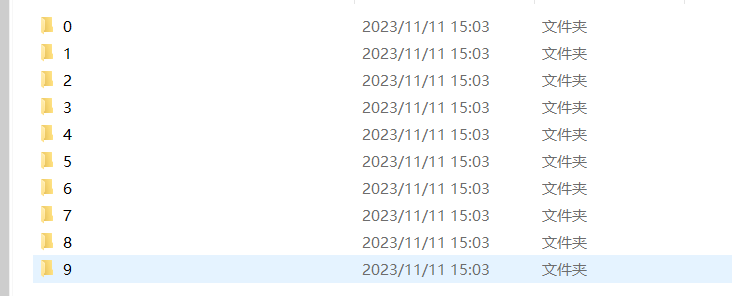 0 2023/11/11 15:03 文件夹
1 2023/11/11 15:03 文件夹
2 2023/11/11 15:03 文件夹
3 2023/11/11 15:03 文件夹
4 2023/11/11 15:03 文件夹
5 2023/11/11 15:03 文件夹
6 2023/11/11 15:03 文件夹
7 2023/11/11 15:03 文件夹
8 2023/11/11 15:03 文件夹
9 2023/11/11 15:03 文件夹